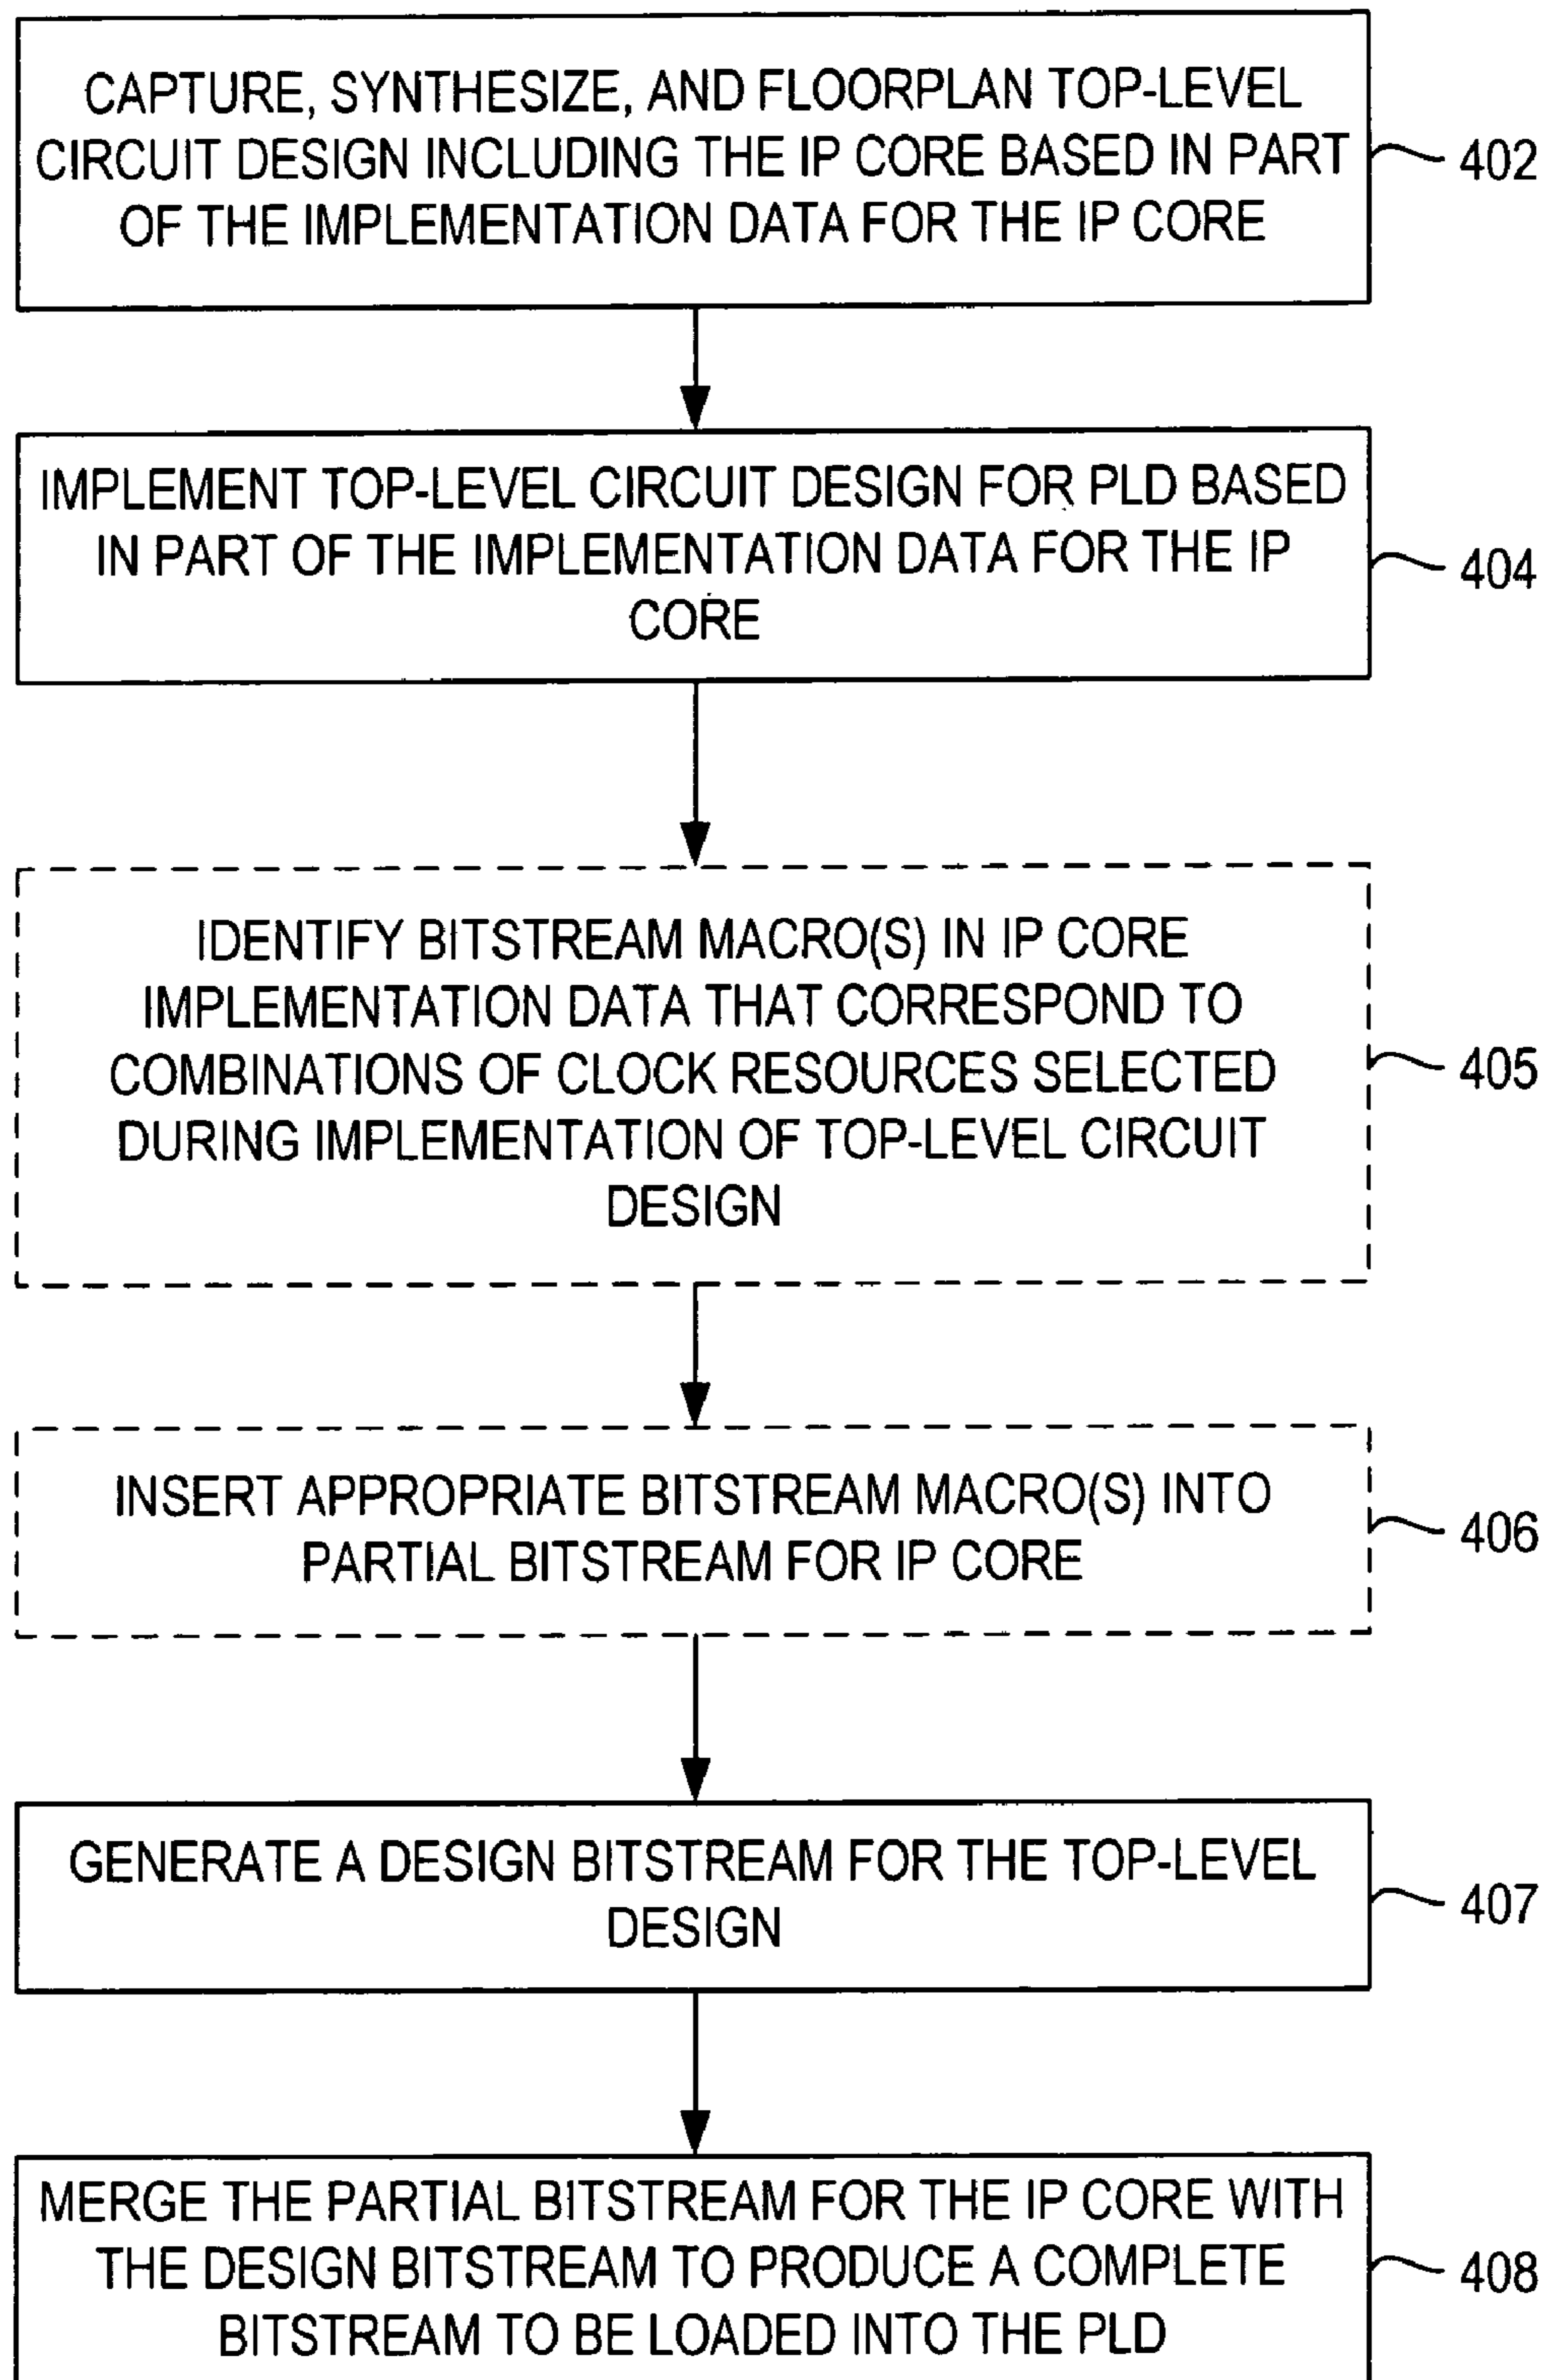 CAPTURE, SYNTHESIZE, AND FLOORPLAN TOP-LEVEL
CIRCUIT DESIGN INCLUDING THE IP CORE BASED IN PART
OF THE IMPLEMENTATION DATA FOR THE IP CORE
402
IMPLEMENT TOP-LEVEL CIRCUIT DESIGN FOR PLD BASED
IN PART OF THE IMPLEMENTATION DATA FOR THE IP
CORE
404
IDENTIFY BITSTREAM MACRO(S) IN IP CORE
IMPLEMENTATION DATA THAT CORRESPOND TO
COMBINATIONS OF CLOCK RESOURCES SELECTED
DURING IMPLEMENTATION OF TOP-LEVEL CIRCUIT
DESIGN
405
INSERT APPROPRIATE BITSTREAM MACRO(S) INTO
PARTIAL BITSTREAM FOR IP CORE
406
GENERATE A DESIGN BITSTREAM FOR THE TOP-LEVEL
DESIGN
407
MERGE THE PARTIAL BITSTREAM FOR THE IP CORE WITH
THE DESIGN BITSTREAM TO PRODUCE A COMPLETE
BITSTREAM TO BE LOADED INTO THE PLD
408